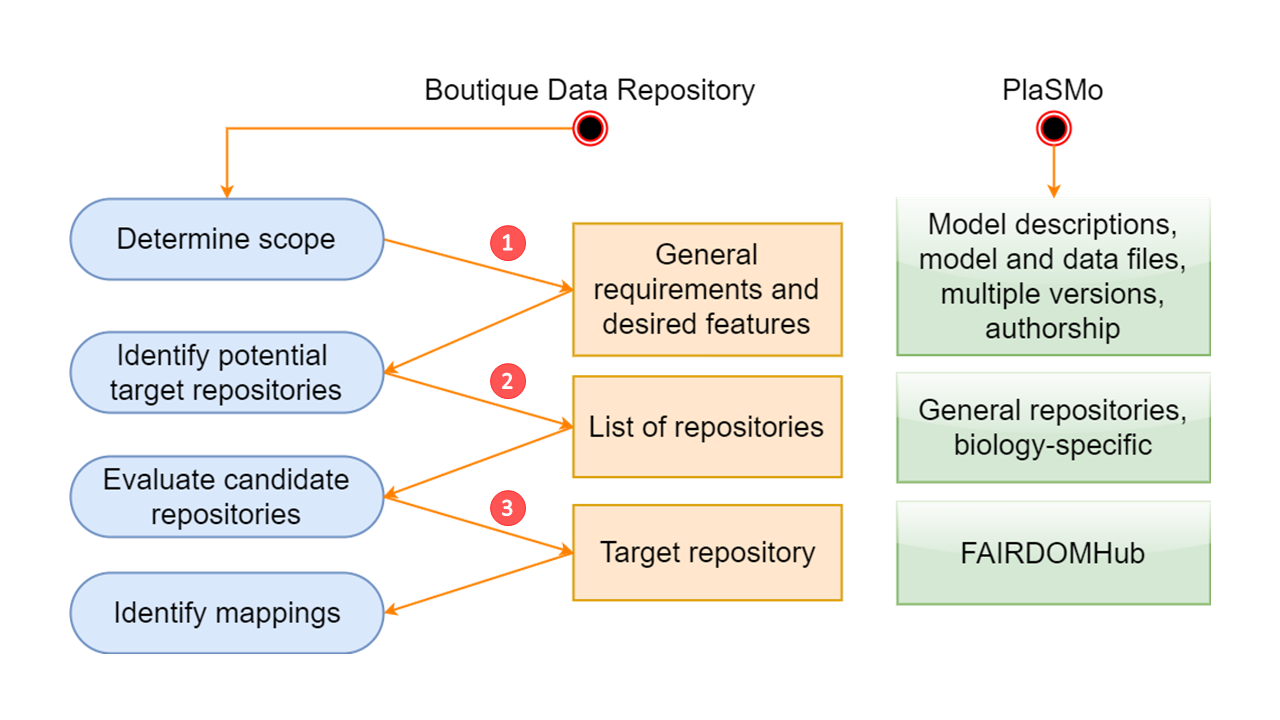 Boutique Data Repository
PlaSMo
Determine scope
1
General
requirements and
desired features
Model descriptions,
model and data files,
multiple versions,
authorship
Identify potential
target repositories
2
List of repositories
General repositories,
biology-specific
Evaluate candidate
repositories
3
Target repository
FAIRDOMHub
Identify mappings